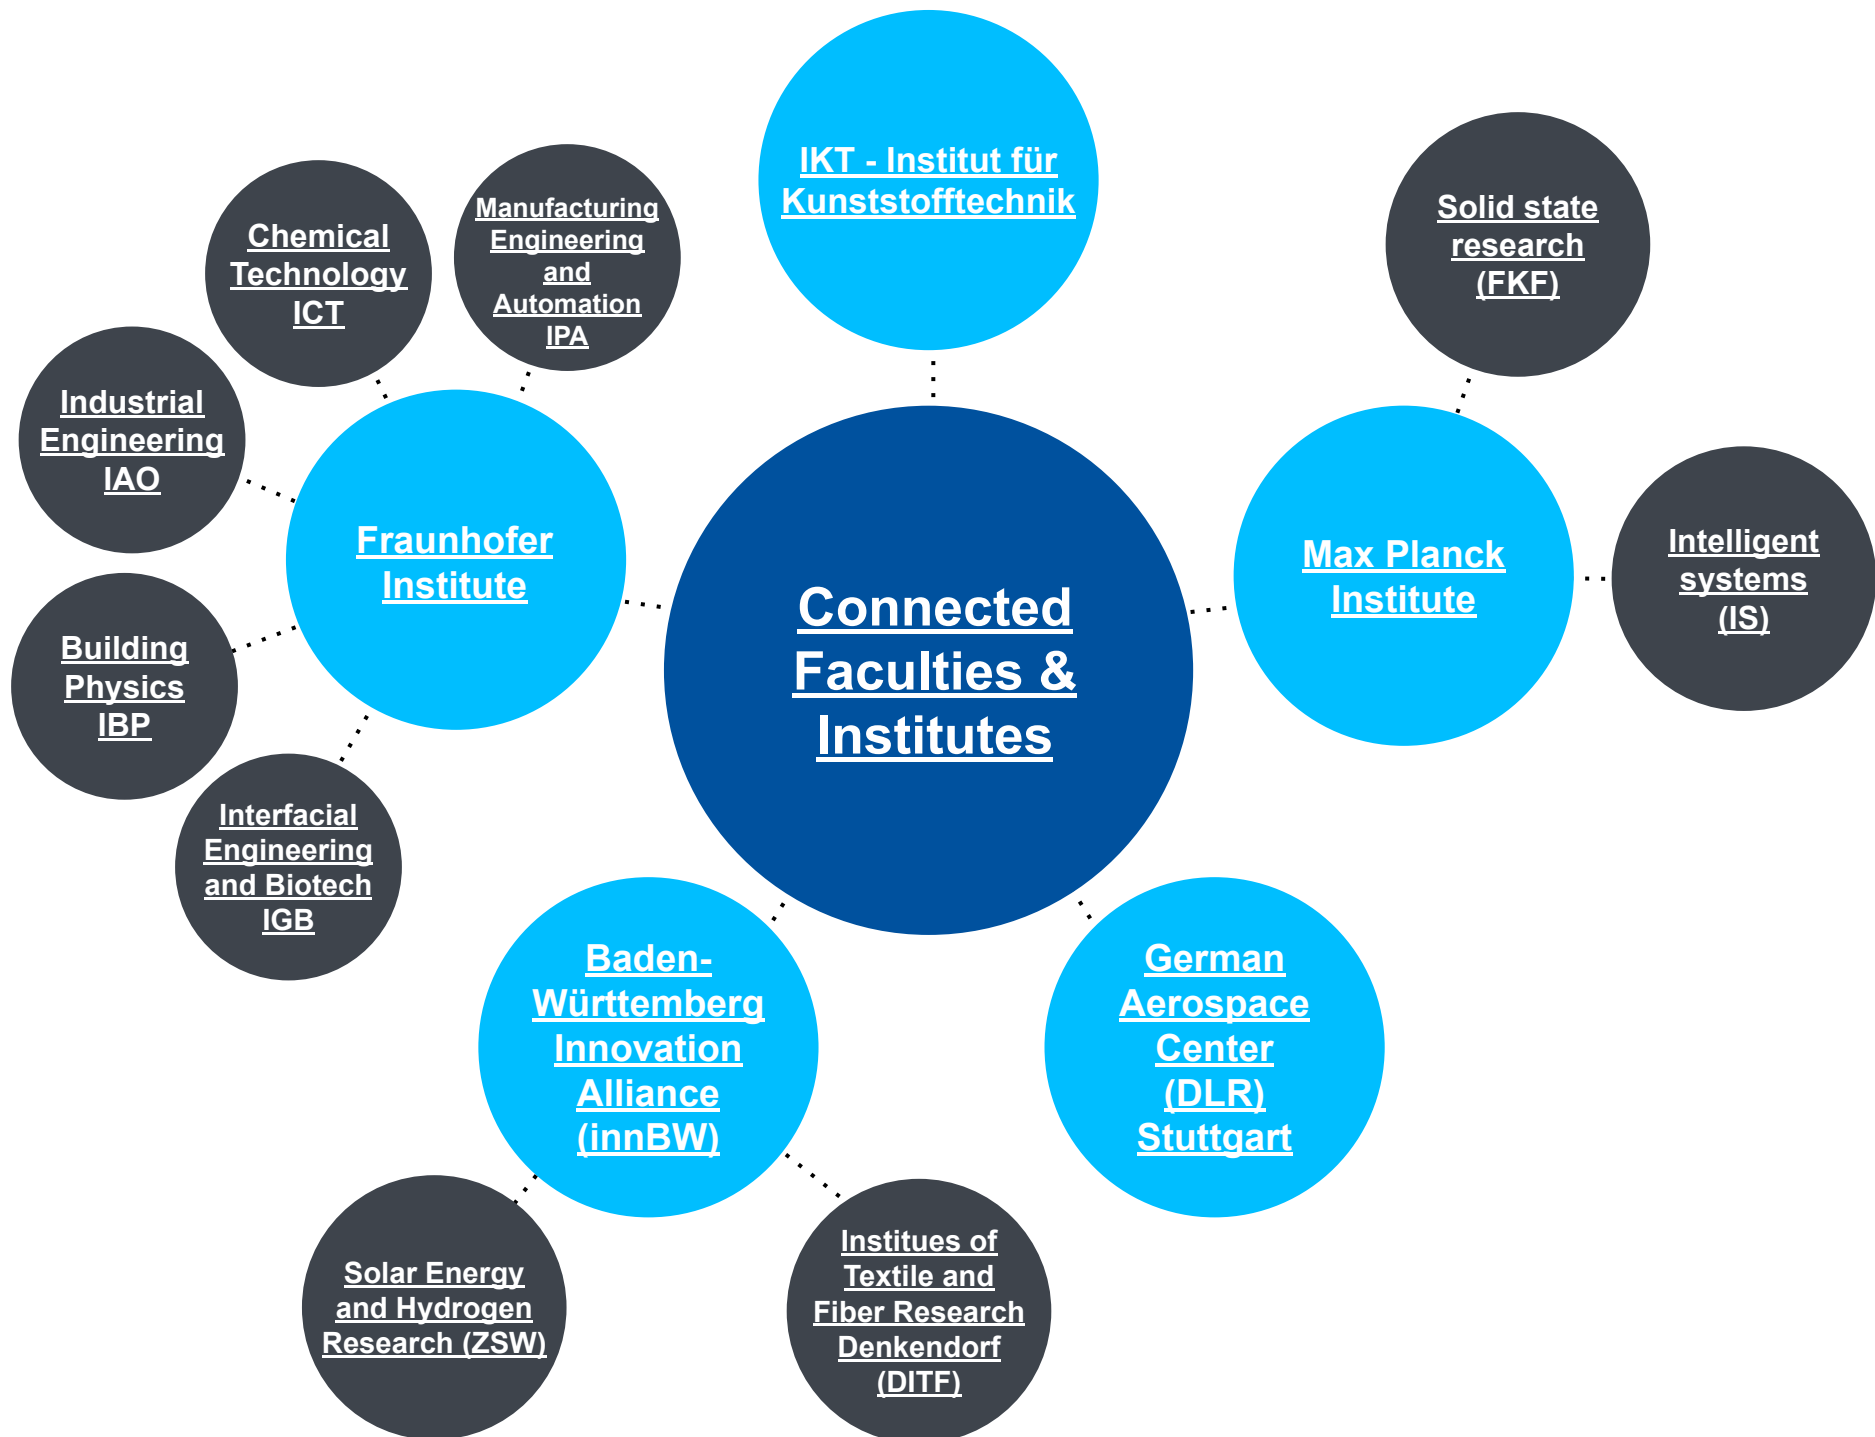 IKT - Institut für
Kunststofftechnik
Manufacturing
Engineering
and
Automation
IPA
Chemical
Technology
ICT
Solid state
research
(FKF)
Industrial
Engineering
IAO
Fraunhofer
Institute
Max Planck
Institute
Intelligent
systems
(IS)
Connected
Faculties &
Institutes
Building
Physics
IBP
Interfacial
Engineering
and Biotech
IGB
Baden-
Württemberg
Innovation
Alliance
(innBW)
German
Aerospace
Center
(DLR)
Stuttgart
Solar Energy
and Hydrogen
Research (ZSW)
Institues of
Textile and
Fiber Research
Denkendorf
(DITF)